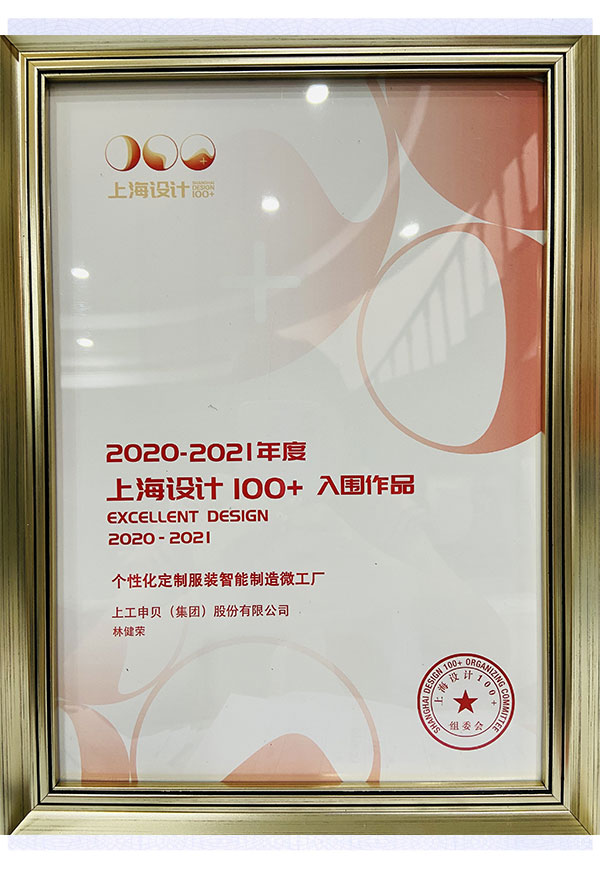 上海设计 SHANGHAI DESIGN 100+
2020-2021年度
上海设计 100+ 入围作品
EXCELLENT DESIGN
2020 - 2021
个性化定制服装智能制造微工厂
上工申贝（集团）股份有限公司
林健荣
SHANGHAI DESIGN 100+ ORGANIZING COMMITTEE
上海设计100+
组委会